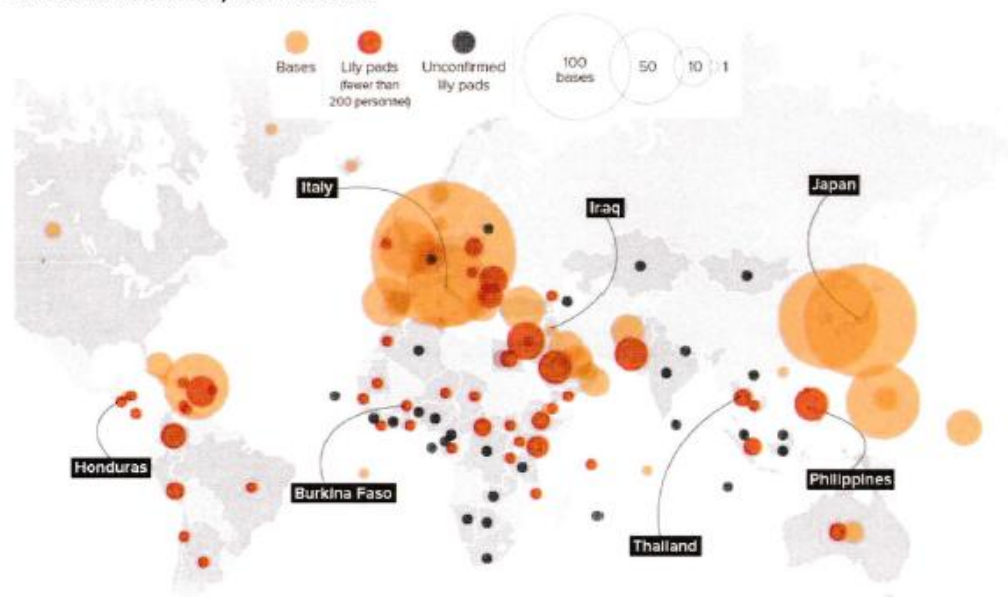 Bases
Lily pads
(fewer than
200 personnel)
Unconfirmed
lily pads
100
bases
50
10
1
Italy
Iraq
Japan
Honduras
Burkina Faso
Thailand
Philippines